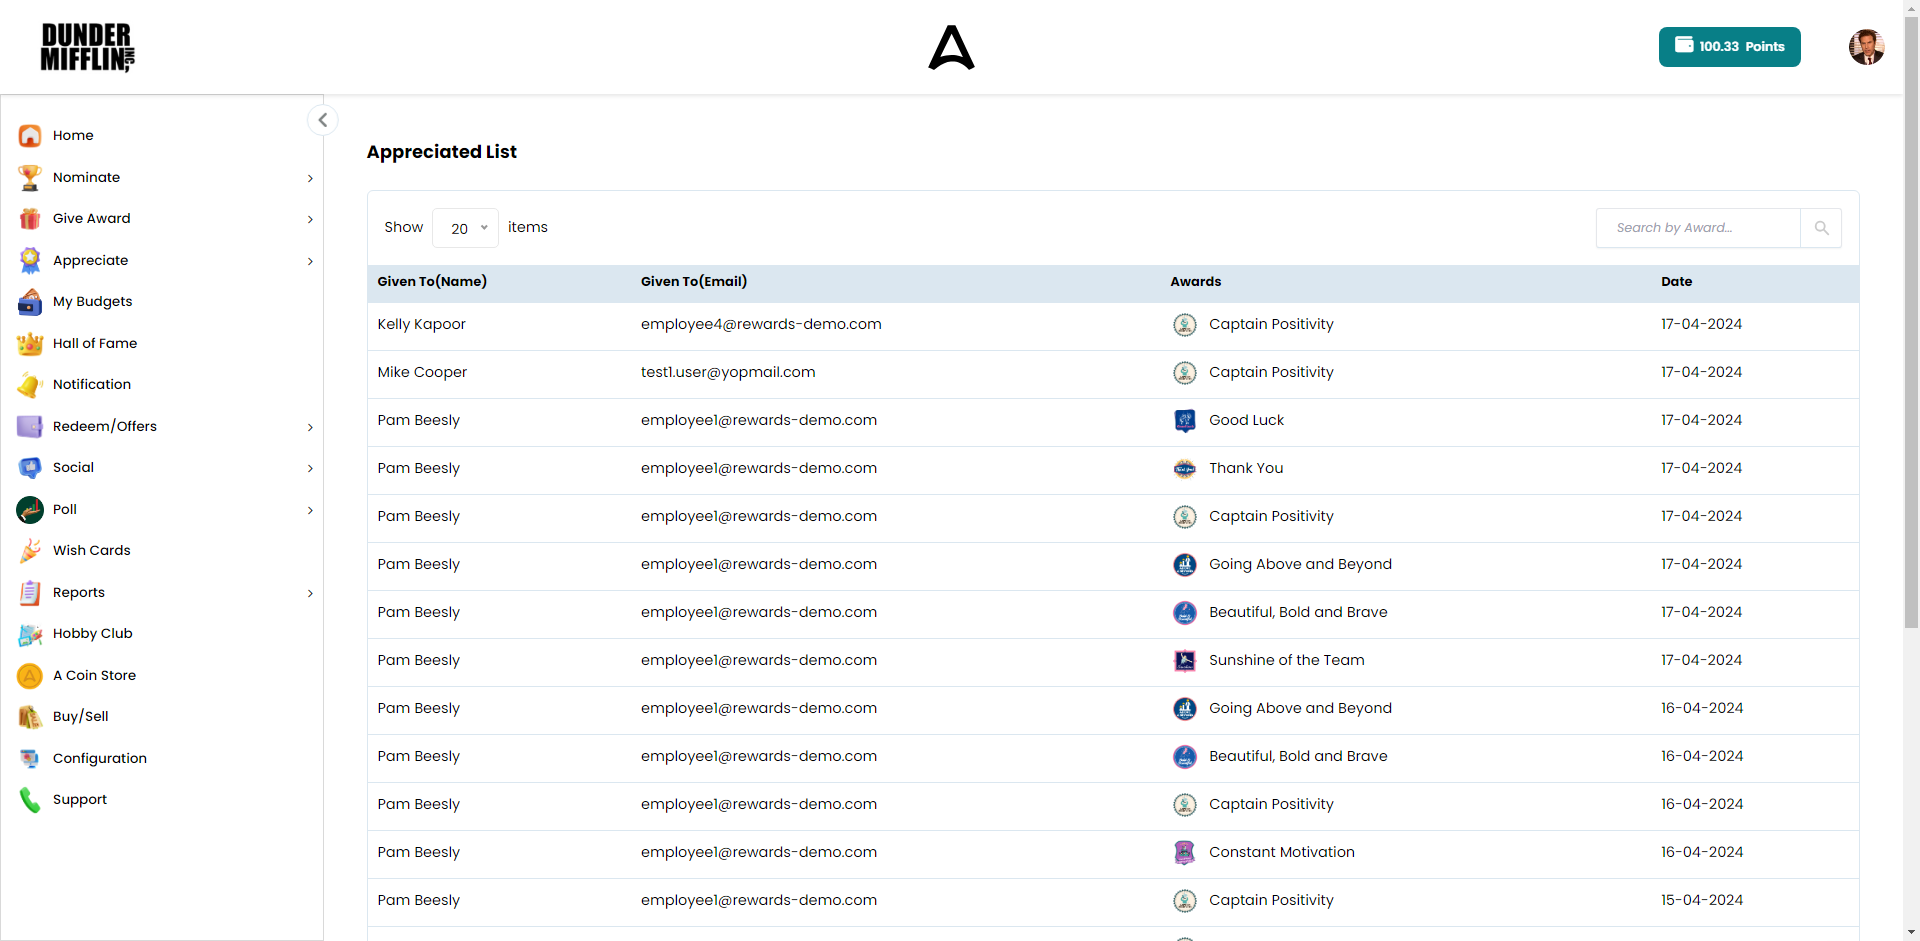 DUNDER
MIFFLIN INC,
100.33 Points
Home
Nominate
Give Award
Appreciate
My Budgets
Hall of Fame
Notification
Redeem/Offers
Social
Poll
Wish Cards
Reports
Hobby Club
A Coin Store
Buy/Sell
Configuration
Support
Appreciated List
Show 20 items
Search by Award...
Given To(Name) Given To(Email) Awards Date
Kelly Kapoor employee4@rewards-demo.com Captain Positivity 17-04-2024
Mike Cooper test1.user@yopmail.com Captain Positivity 17-04-2024
Pam Beesly employee1@rewards-demo.com Good Luck 17-04-2024
Pam Beesly employee1@rewards-demo.com Thank You 17-04-2024
Pam Beesly employee1@rewards-demo.com Captain Positivity 17-04-2024
Pam Beesly employee1@rewards-demo.com Going Above and Beyond 17-04-2024
Pam Beesly employee1@rewards-demo.com Beautiful, Bold and Brave 17-04-2024
Pam Beesly employee1@rewards-demo.com Sunshine of the Team 17-04-2024
Pam Beesly employee1@rewards-demo.com Going Above and Beyond 16-04-2024
Pam Beesly employee1@rewards-demo.com Beautiful, Bold and Brave 16-04-2024
Pam Beesly employee1@rewards-demo.com Captain Positivity 16-04-2024
Pam Beesly employee1@rewards-demo.com Constant Motivation 16-04-2024
Pam Beesly employee1@rewards-demo.com Captain Positivity 15-04-2024